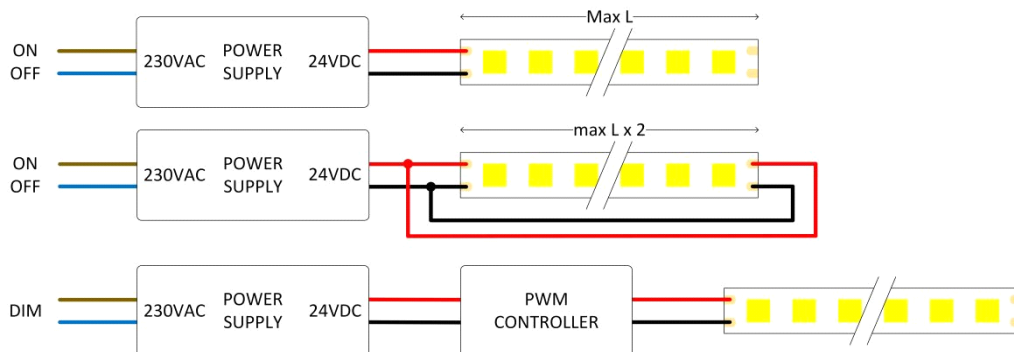 Max L
ON
OFF
230VAC
POWER
SUPPLY
24VDC
max L x 2
ON
OFF
230VAC
POWER
SUPPLY
24VDC
DIM
230VAC
POWER
SUPPLY
24VDC
PWM
CONTROLLER